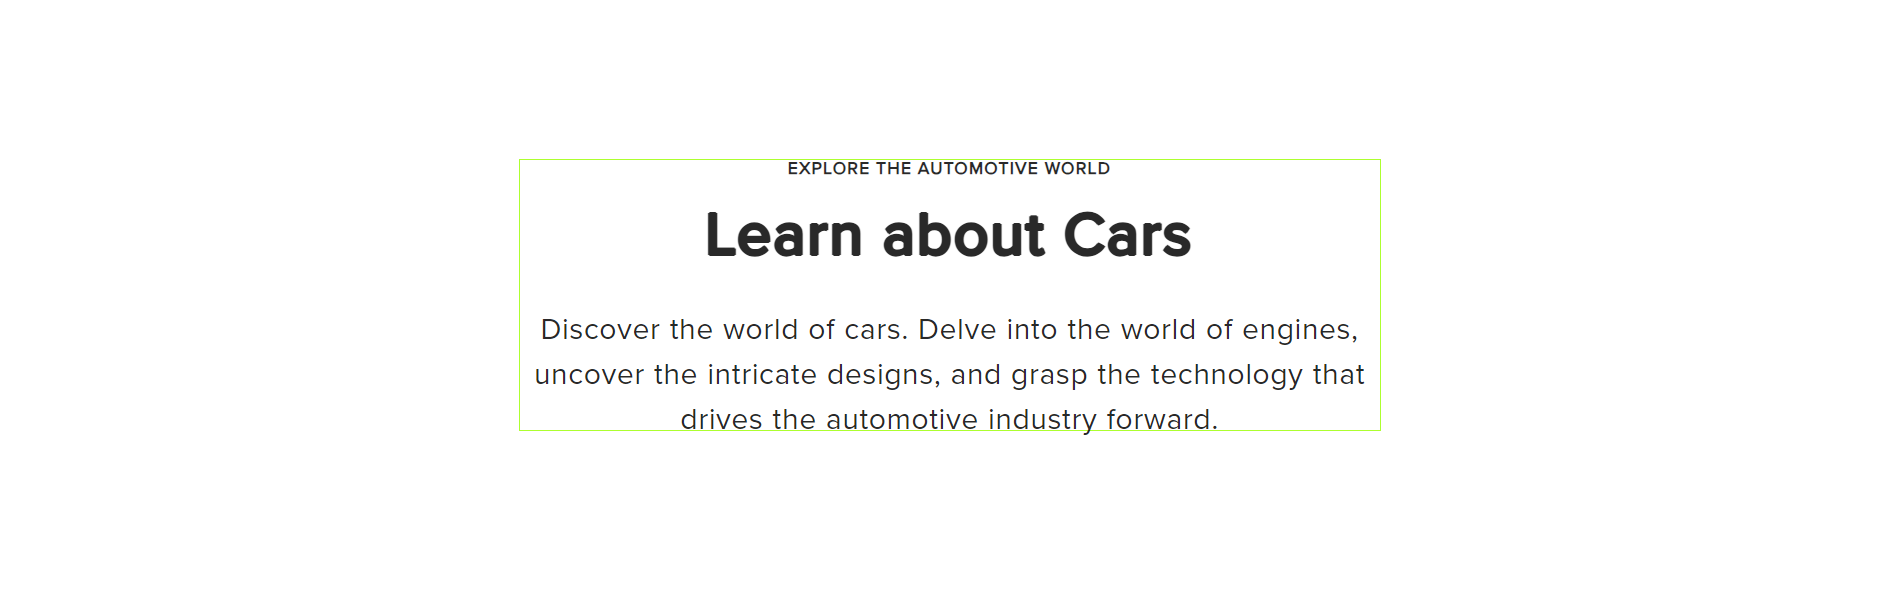 EXPLORE THE AUTOMOTIVE WORLD
Learn about Cars
Discover the world of cars. Delve into the world of engines,
uncover the intricate designs, and grasp the technology that
drives the automotive industry forward.